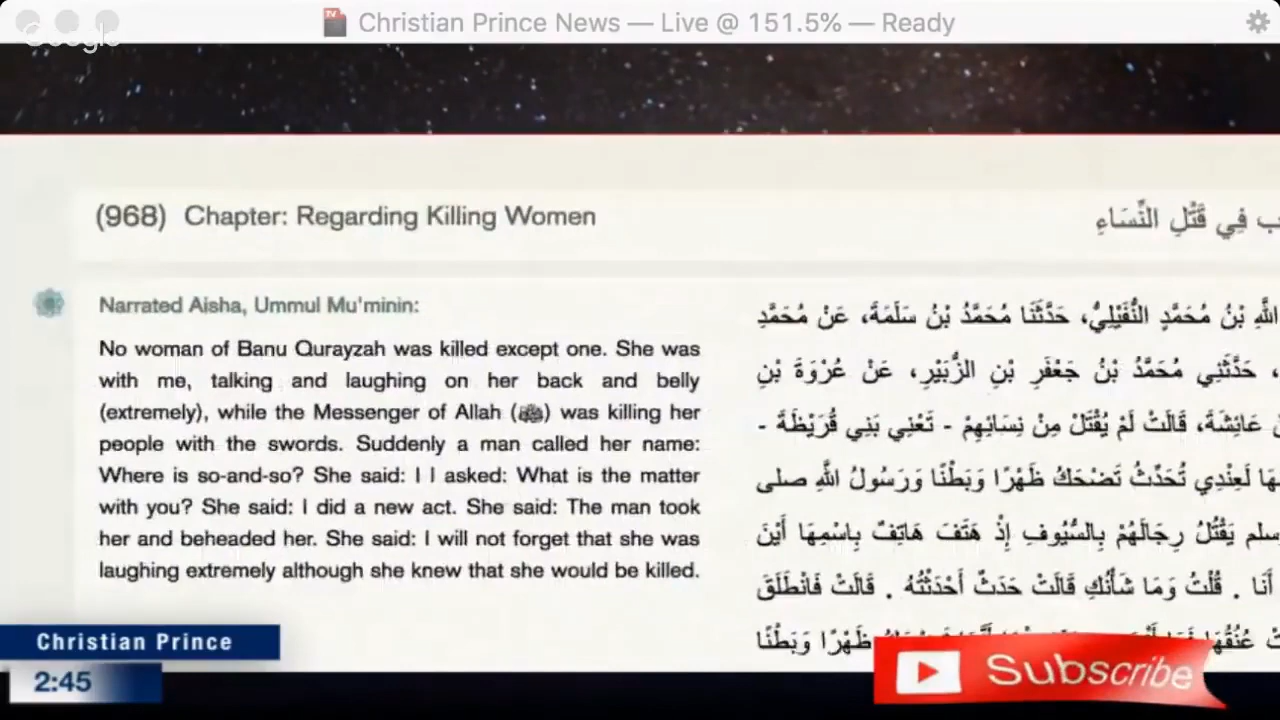 Christian Prince News — Live @ 151.5% — Ready
Google
(968) Chapter: Regarding Killing Women
ب فِي قَتْلِ النِّسَاءِ
Narrated Aisha, Ummul Mu'minin:
No woman of Banu Qurayzah was killed except one. She was
with me, talking and laughing on her back and belly
(extremely), while the Messenger of Allah (ﷺ) was killing her
people with the swords. Suddenly a man called her name:
Where is so-and-so? She said: I I asked: What is the matter
with you? She said: I did a new act. She said: The man took
her and beheaded her. She said: I will not forget that she was
laughing extremely although she knew that she would be killed.
اللَّهِ بْنُ مُحَمَّدٍ النُّفَيْلِيُّ، حَدَّثَنَا مُحَمَّدُ بْنُ سَلَمَةَ، عَنْ مُحَمَّدِ
، حَدَّثَنِي مُحَمَّدُ بْنُ جَعْفَرِ بْنِ الزُّبَيْرِ، عَنْ عُرْوَةَ بْنِ
نْ عَائِشَةَ، قَالَتْ لَمْ يُقْتَلْ مِنْ نِسَائِهِمْ - تَعْنِي بَنِي قُرَيْظَةَ -
هَا لَعِنْدِي تُحَدِّثُ تَضْحَكُ ظَهْرًا وَبَطْنًا وَرَسُولُ اللَّهِ صلى
سلم يَقْتُلُ رِجَالَهُمْ بِالسُّيُوفِ إِذْ هَتَفَ هَاتِفٌ بِاسْمِهَا أَيْنَ
أَنَا . قُلْتُ وَمَا شَأْنُكِ قَالَتْ حَدَثٌ أَحْدَثْتُهُ . قَالَتْ فَانْطَلَقَ
عُنُقُهَا ظَهْرًا وَبَطْنًا
Christian Prince
2:45
Subscribe